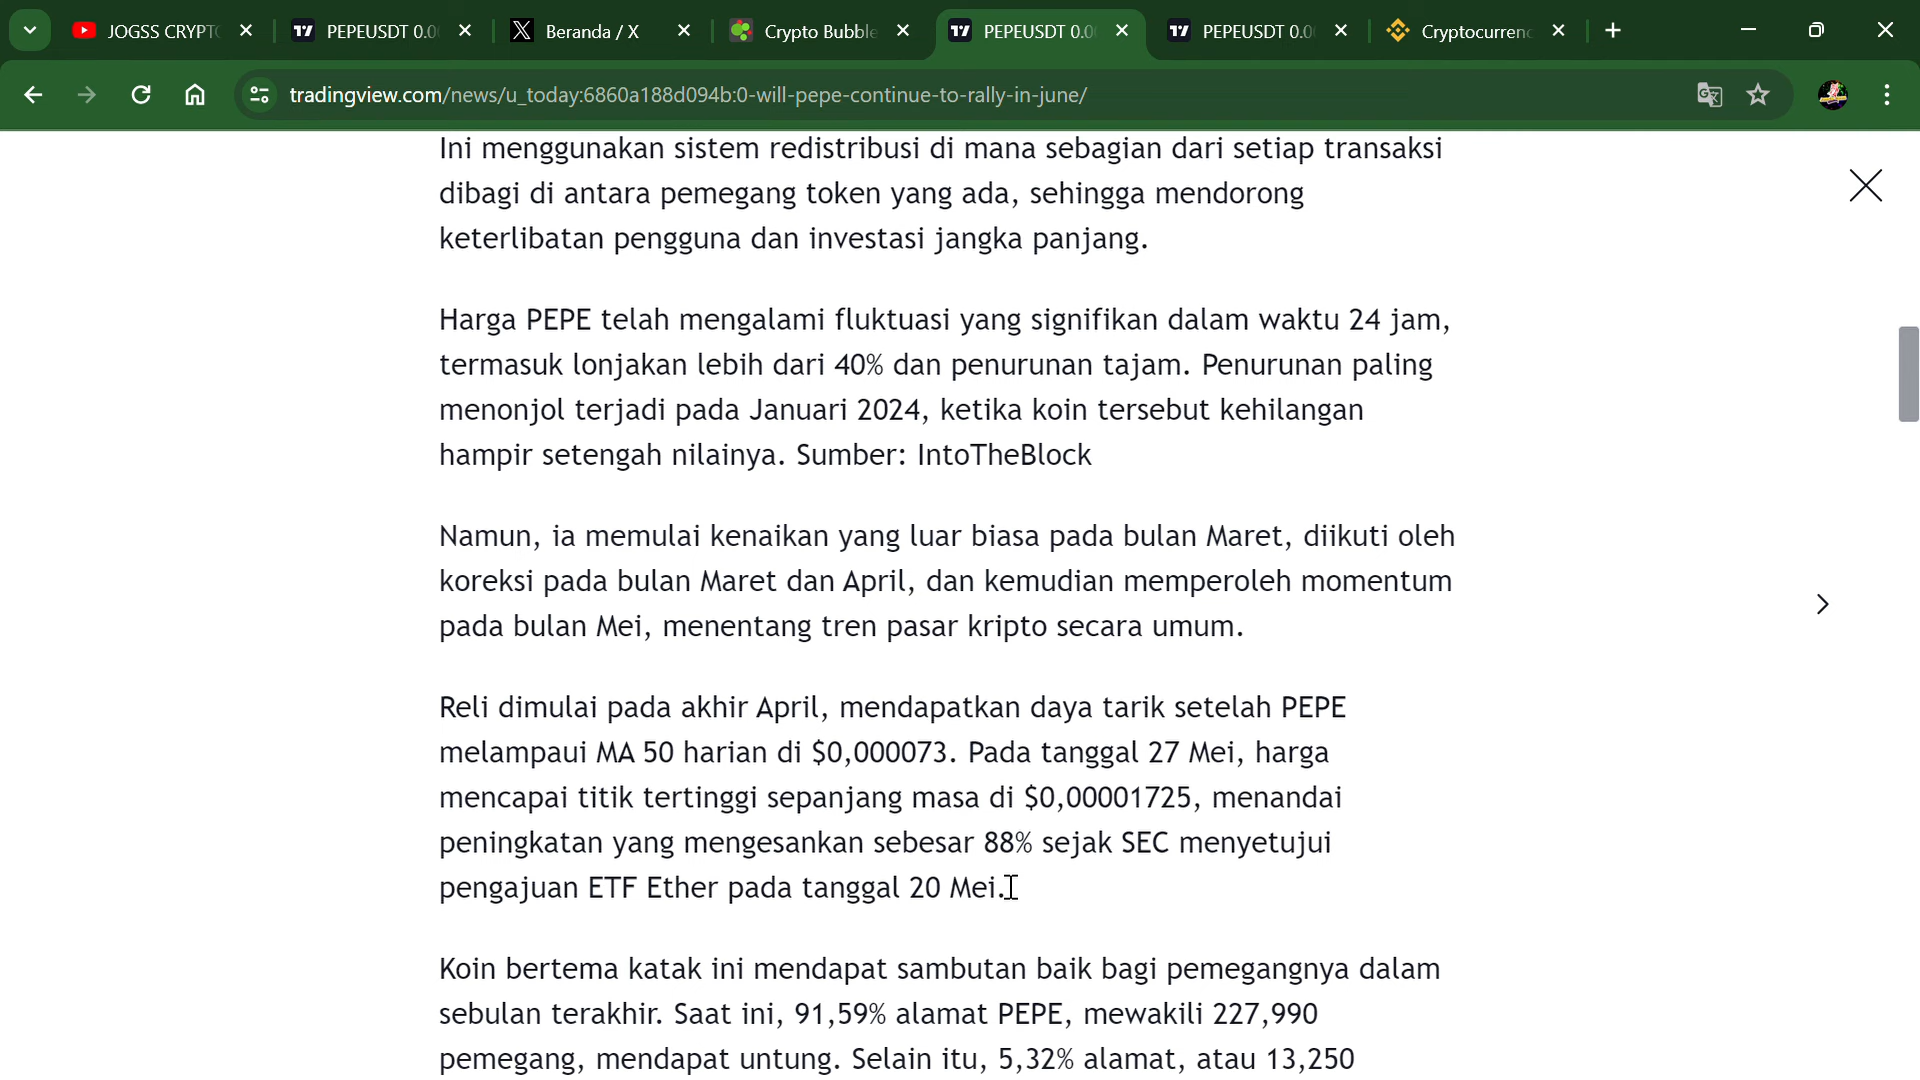 JOGSS CRYPTO
PEPEUSDT 0.00
Beranda / X
Crypto Bubble
PEPEUSDT 0.00
PEPEUSDT 0.0
Cryptocurren
tradingview.com/news/u_today:6860a188d094b:0-will-pepe-continue-to-rally-in-june/
Ini menggunakan sistem redistribusi di mana sebagian dari setiap transaksi
dibagi di antara pemegang token yang ada, sehingga mendorong
keterlibatan pengguna dan investasi jangka panjang.
Harga PEPE telah mengalami fluktuasi yang signifikan dalam waktu 24 jam,
termasuk lonjakan lebih dari 40% dan penurunan tajam. Penurunan paling
menonjol terjadi pada Januari 2024, ketika koin tersebut kehilangan
hampir setengah nilainya. Sumber: IntoTheBlock
Namun, ia memulai kenaikan yang luar biasa pada bulan Maret, diikuti oleh
koreksi pada bulan Maret dan April, dan kemudian memperoleh momentum
pada bulan Mei, menentang tren pasar kripto secara umum.
Reli dimulai pada akhir April, mendapatkan daya tarik setelah PEPE
melampaui MA 50 harian di $0,000073. Pada tanggal 27 Mei, harga
mencapai titik tertinggi sepanjang masa di $0,00001725, menandai
peningkatan yang mengesankan sebesar 88% sejak SEC menyetujui
pengajuan ETF Ether pada tanggal 20 Mei.
Koin bertema katak ini mendapat sambutan baik bagi pemegangnya dalam
sebulan terakhir. Saat ini, 91,59% alamat PEPE, mewakili 227,990
pemegang, mendapat untung. Selain itu, 5,32% alamat, atau 13,250